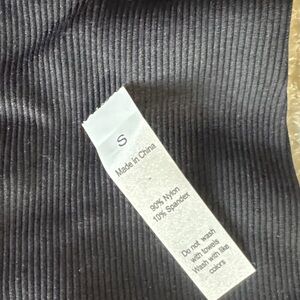 S
Made in China
90% Nylon
10% Spandex
Do not wash
with towels
Wash with like
colors